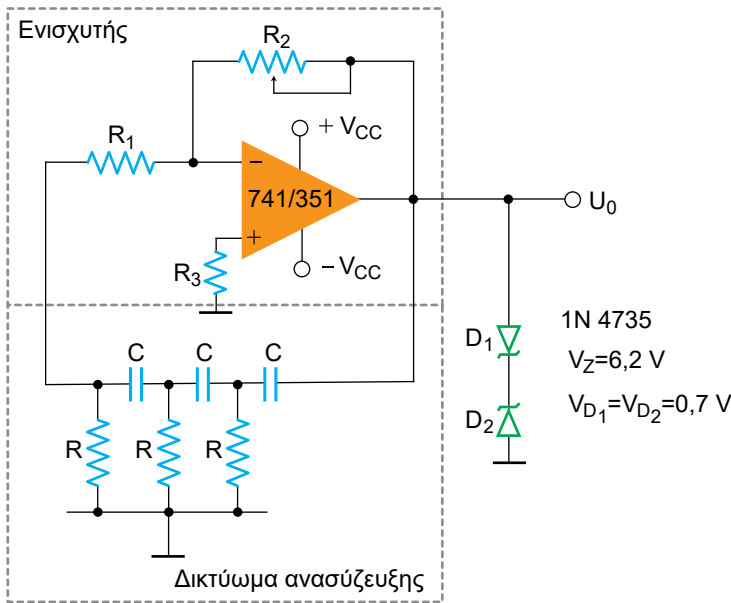 Ενισχυτής
R2
R1
+ VCC
−
741/351
+
− VCC
R3
U0
C C C
R R R
D1
D2
1N 4735
VZ=6,2 V
VD1=VD2=0,7 V
Δικτύωμα ανασύζευξης